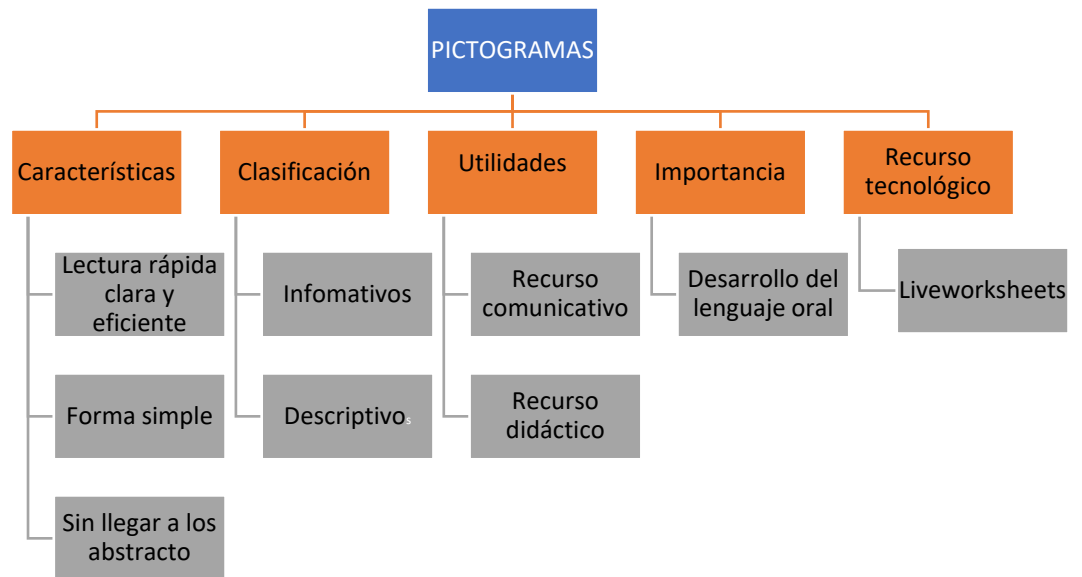 PICTOGRAMAS
Característícas
Clasificación
Utilidades
Importancia
Recurso
tecnológico
Lectura rápida
clara y
eficiente
Forma simple
Sin llegar a los
abstracto
Infomativos
Descriptivos
Recurso
comunicativo
Recurso
didáctico
Desarrollo del
lenguaje oral
Liveworksheets